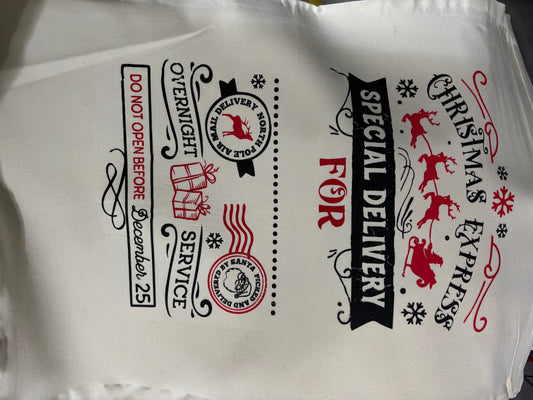 CHRISTMAS EXPRESS
SPECIAL DELIVERY
FOR
AIR MAIL DELIVERY NORTH POLE
PICKED AND DELIVERED BY SANTA
OVERNIGHT SERVICE
DO NOT OPEN BEFORE December 25